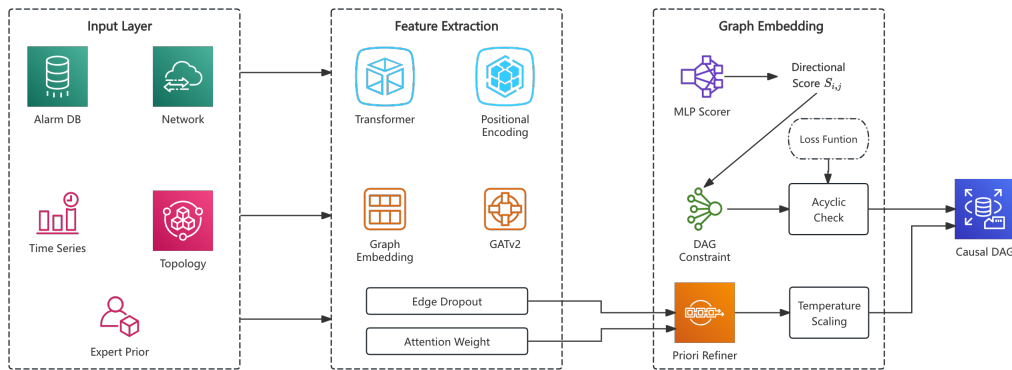 Input Layer
Alarm DB
Network
Time Series
Topology
Expert Prior
Feature Extraction
Transformer
Positional
Encoding
Graph
Embedding
GATv2
Edge Dropout
Attention Weight
Graph Embedding
MLP Scorer
Directional
Score S_{i,j}
Loss Funtion
DAG
Constraint
Acyclic
Check
Priori Refiner
Temperature
Scaling
Causal DAG